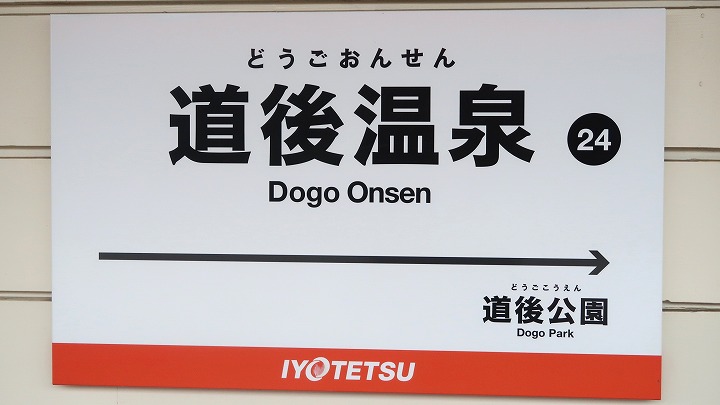 どうごおんせん
道後温泉 24
Dogo Onsen
どうごこうえん
道後公園
Dogo Park
IYOTETSU